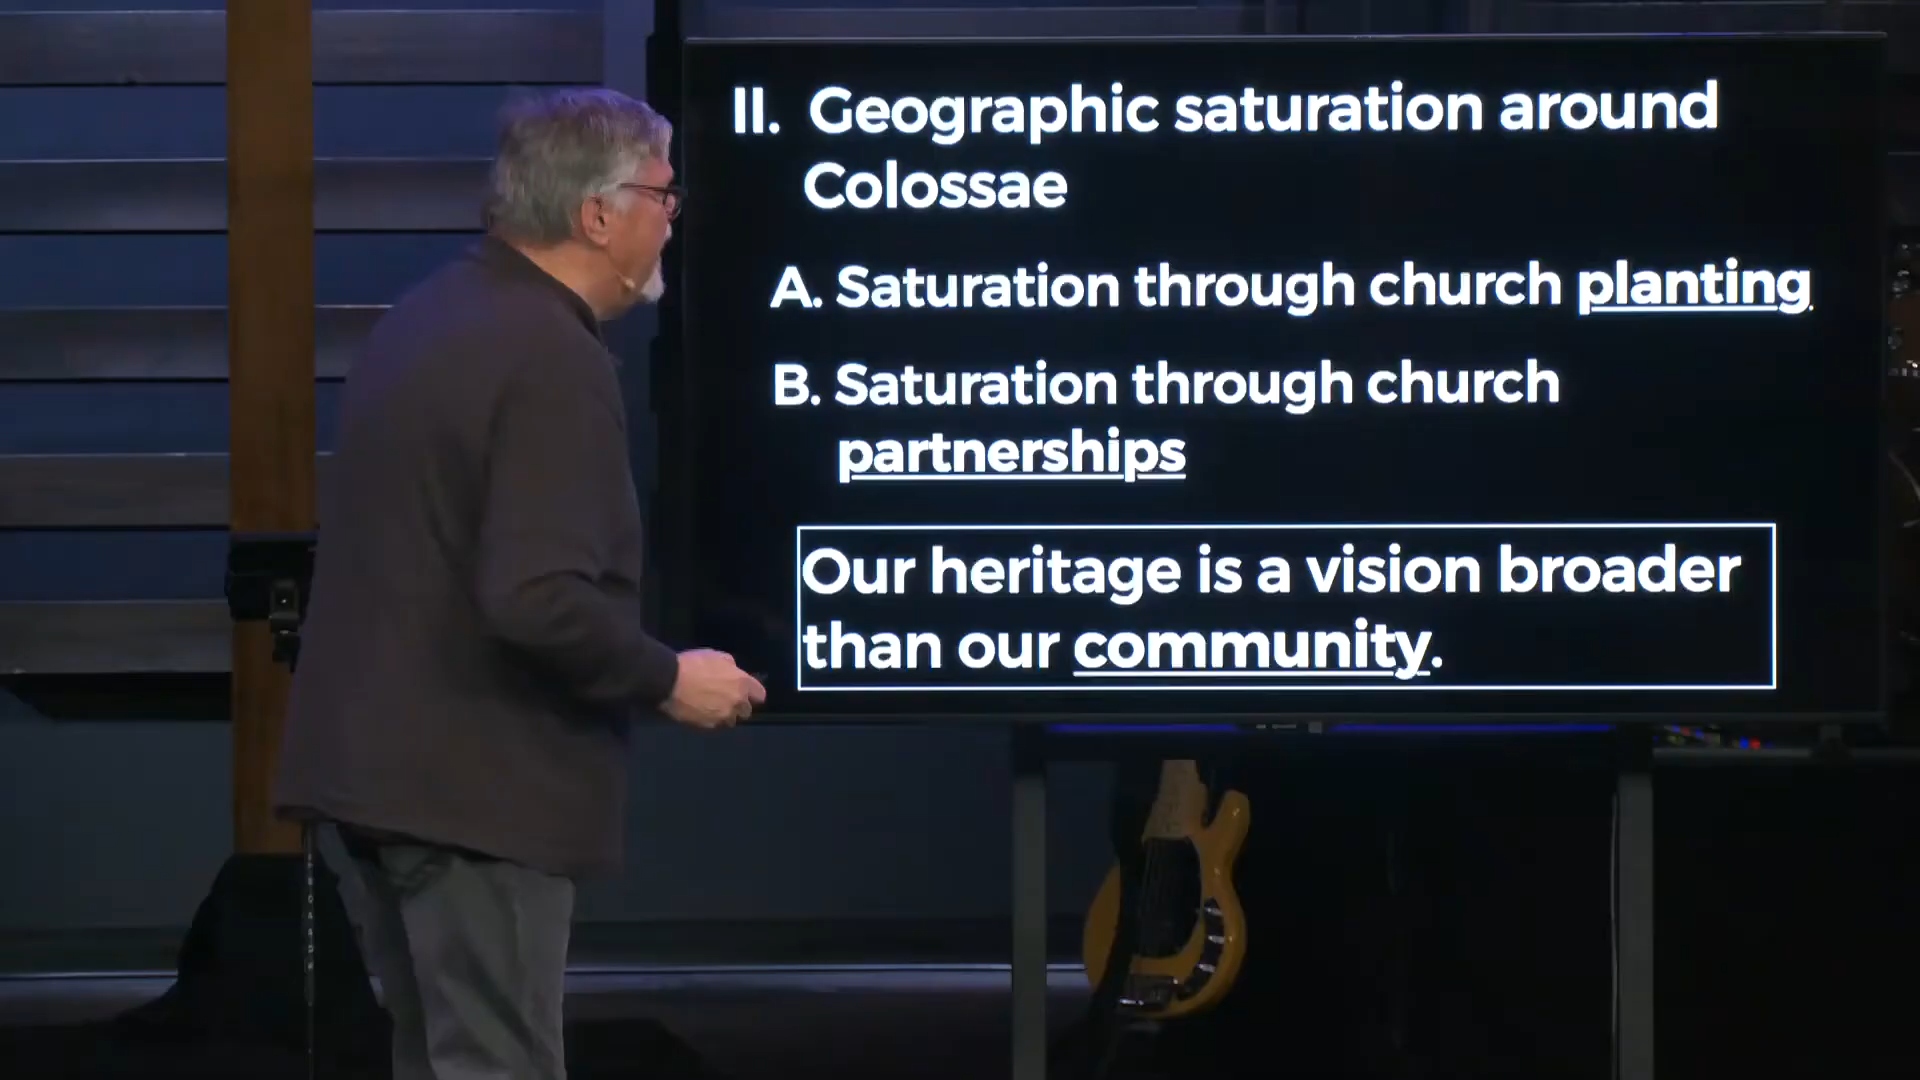 II. Geographic saturation around
Colossae
A. Saturation through church planting
B. Saturation through church
partnerships
Our heritage is a vision broader
than our community.